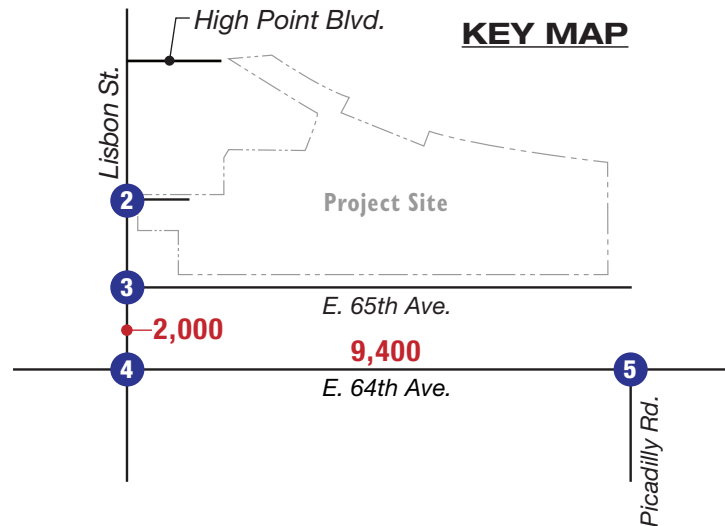 High Point Blvd.
KEY MAP
Lisbon St.
2
Project Site
3
E. 65th Ave.
2,000
9,400
4
5
E. 64th Ave.
Picadilly Rd.